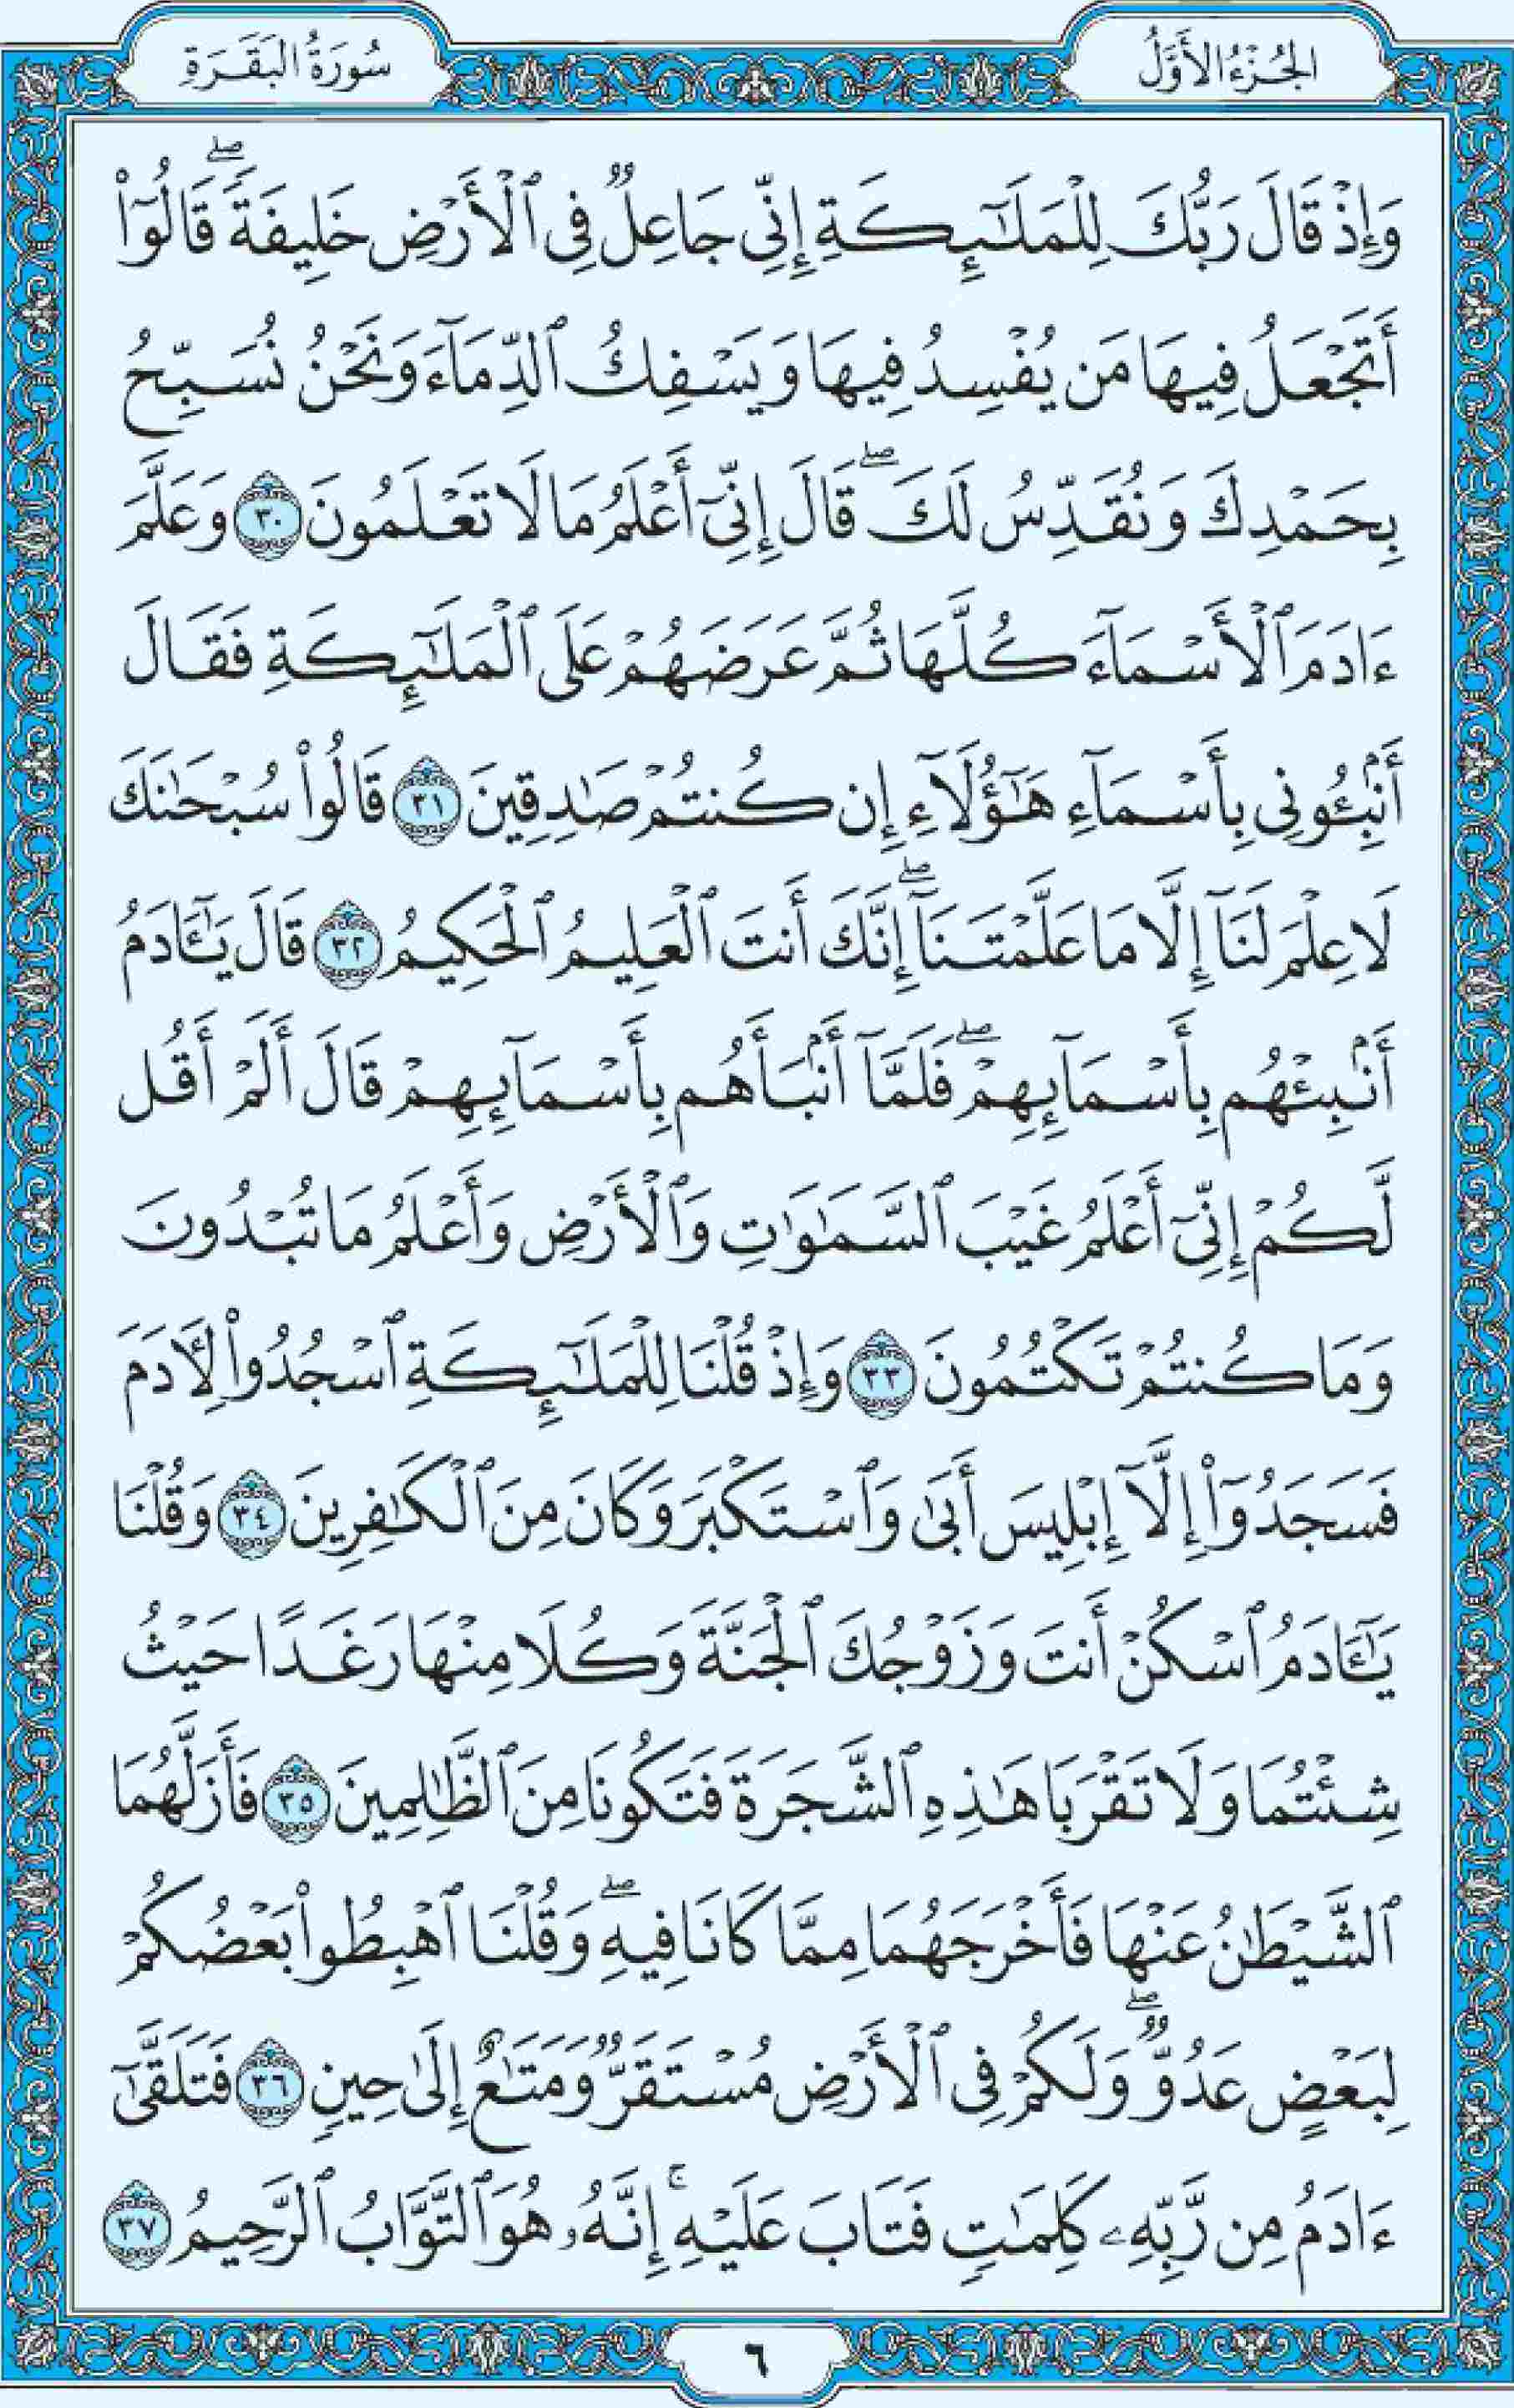 الجُزْءُ الأَوَّلُ
سُورَةُ البَقَرَةِ
وَإِذْ قَالَ رَبُّكَ لِلْمَلَـٰٓئِكَةِ إِنِّى جَاعِلٌ فِى ٱلْأَرْضِ خَلِيفَةً ۖ قَالُوٓا۟
أَتَجْعَلُ فِيهَا مَن يُفْسِدُ فِيهَا وَيَسْفِكُ ٱلدِّمَآءَ وَنَحْنُ نُسَبِّحُ
بِحَمْدِكَ وَنُقَدِّسُ لَكَ ۖ قَالَ إِنِّىٓ أَعْلَمُ مَا لَا تَعْلَمُونَ ٣٠ وَعَلَّمَ
ءَادَمَ ٱلْأَسْمَآءَ كُلَّهَا ثُمَّ عَرَضَهُمْ عَلَى ٱلْمَلَـٰٓئِكَةِ فَقَالَ
أَنۢبِـُٔونِى بِأَسْمَآءِ هَـٰٓؤُلَآءِ إِن كُنتُمْ صَـٰدِقِينَ ٣١ قَالُوا۟ سُبْحَـٰنَكَ
لَا عِلْمَ لَنَآ إِلَّا مَا عَلَّمْتَنَآ ۖ إِنَّكَ أَنتَ ٱلْعَلِيمُ ٱلْحَكِيمُ ٣٢ قَالَ يَـٰٓـَٔادَمُ
أَنۢبِئْهُم بِأَسْمَآئِهِمْ ۖ فَلَمَّآ أَنۢبَأَهُم بِأَسْمَآئِهِمْ قَالَ أَلَمْ أَقُل
لَّكُمْ إِنِّىٓ أَعْلَمُ غَيْبَ ٱلسَّمَـٰوَٰتِ وَٱلْأَرْضِ وَأَعْلَمُ مَا تُبْدُونَ
وَمَا كُنتُمْ تَكْتُمُونَ ٣٣ وَإِذْ قُلْنَا لِلْمَلَـٰٓئِكَةِ ٱسْجُدُوا۟ لِـَٔادَمَ
فَسَجَدُوٓا۟ إِلَّآ إِبْلِيسَ أَبَىٰ وَٱسْتَكْبَرَ وَكَانَ مِنَ ٱلْكَـٰفِرِينَ ٣٤ وَقُلْنَا
يَـٰٓـَٔادَمُ ٱسْكُنْ أَنتَ وَزَوْجُكَ ٱلْجَنَّةَ وَكُلَا مِنْهَا رَغَدًا حَيْثُ
شِئْتُمَا وَلَا تَقْرَبَا هَـٰذِهِ ٱلشَّجَرَةَ فَتَكُونَا مِنَ ٱلظَّـٰلِمِينَ ٣٥ فَأَزَلَّهُمَا
ٱلشَّيْطَـٰنُ عَنْهَا فَأَخْرَجَهُمَا مِمَّا كَانَا فِيهِ ۖ وَقُلْنَا ٱهْبِطُوا۟ بَعْضُكُمْ
لِبَعْضٍ عَدُوٌّ ۖ وَلَكُمْ فِى ٱلْأَرْضِ مُسْتَقَرٌّ وَمَتَـٰعٌ إِلَىٰ حِينٍ ٣٦ فَتَلَقَّىٰٓ
ءَادَمُ مِن رَّبِّهِۦ كَلِمَـٰتٍ فَتَابَ عَلَيْهِ ۚ إِنَّهُۥ هُوَ ٱلتَّوَّابُ ٱلرَّحِيمُ ٣٧
٦